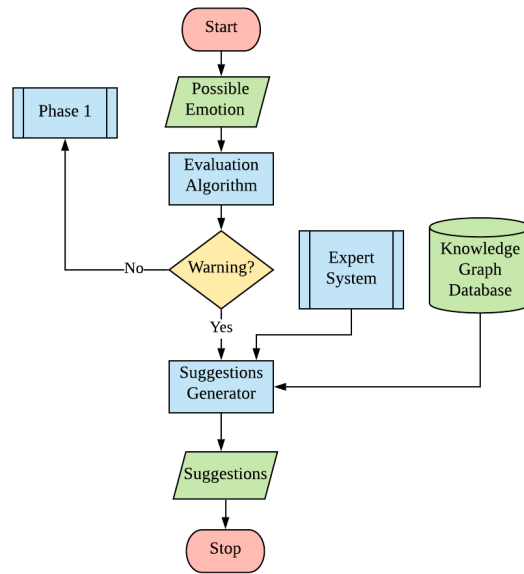 Start
Possible
Emotion
Phase 1
Evaluation
Algorithm
Warning?
No
Expert
System
Knowledge
Graph
Database
Yes
Suggestions
Generator
Suggestions
Stop